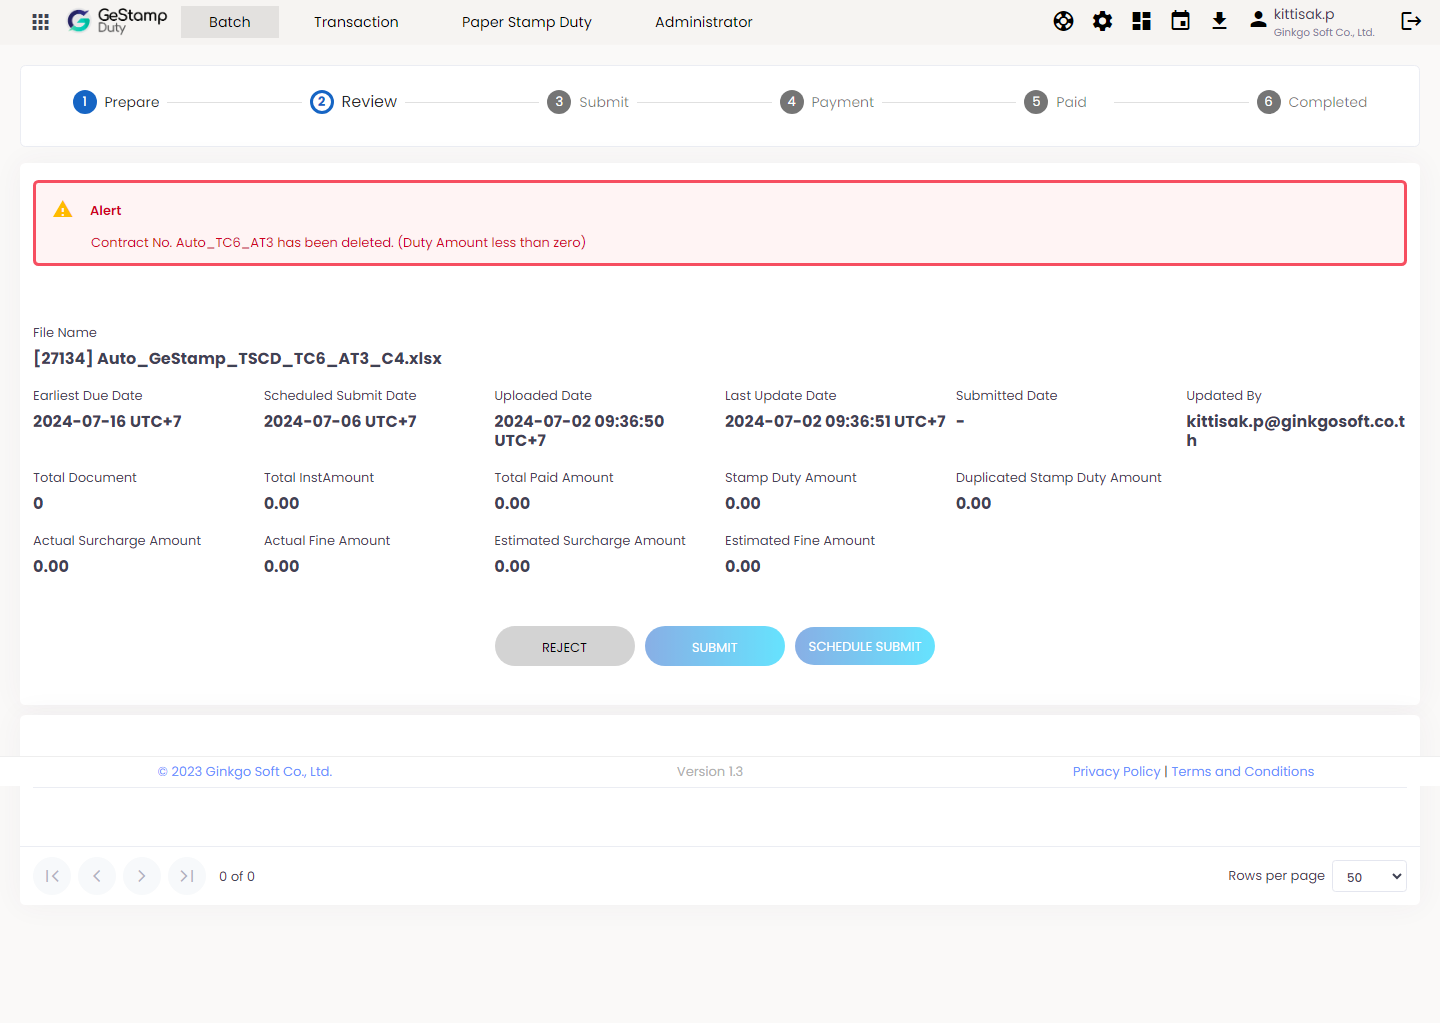 GeStamp
Duty
Batch
Transaction
Paper Stamp Duty
Administrator
kittisak.p
Ginkgo Soft Co., Ltd.
1 Prepare
2 Review
3 Submit
4 Payment
5 Paid
6 Completed
Alert
Contract No. Auto_TC6_AT3 has been deleted. (Duty Amount less than zero)
File Name
[27134] Auto_GeStamp_TSCD_TC6_AT3_C4.xlsx
Earliest Due Date
2024-07-16 UTC+7
Scheduled Submit Date
2024-07-06 UTC+7
Uploaded Date
2024-07-02 09:36:50
UTC+7
Last Update Date
2024-07-02 09:36:51 UTC+7
Submitted Date
-
Updated By
kittisak.p@ginkgosoft.co.t
h
Total Document
0
Total InstAmount
0.00
Total Paid Amount
0.00
Stamp Duty Amount
0.00
Duplicated Stamp Duty Amount
0.00
Actual Surcharge Amount
0.00
Actual Fine Amount
0.00
Estimated Surcharge Amount
0.00
Estimated Fine Amount
0.00
REJECT
SUBMIT
SCHEDULE SUBMIT
© 2023 Ginkgo Soft Co., Ltd.
Version 1.3
Privacy Policy | Terms and Conditions
0 of 0
Rows per page
50